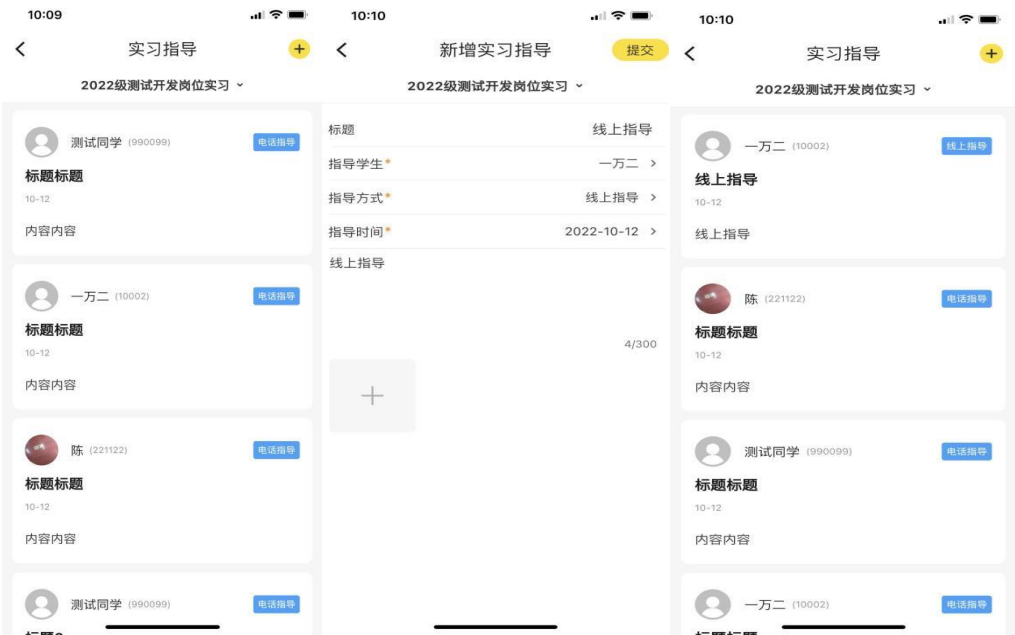 10:09
实习指导
2022级测试开发岗位实习
测试同学 (990099)
电话指导
标题标题
10-12
内容内容
一万二 (10002)
电话指导
标题标题
10-12
内容内容
陈 (221122)
电话指导
标题标题
10-12
内容内容
测试同学 (990099)
电话指导
10:10
新增实习指导
提交
2022级测试开发岗位实习
标题 线上指导
指导学生* 一万二
指导方式* 线上指导
指导时间* 2022-10-12
线上指导
4/300
10:10
实习指导
2022级测试开发岗位实习
一万二 (10002)
线上指导
线上指导
10-12
线上指导
陈 (221122)
电话指导
标题标题
10-12
内容内容
测试同学 (990099)
电话指导
标题标题
10-12
内容内容
一万二 (10002)
电话指导